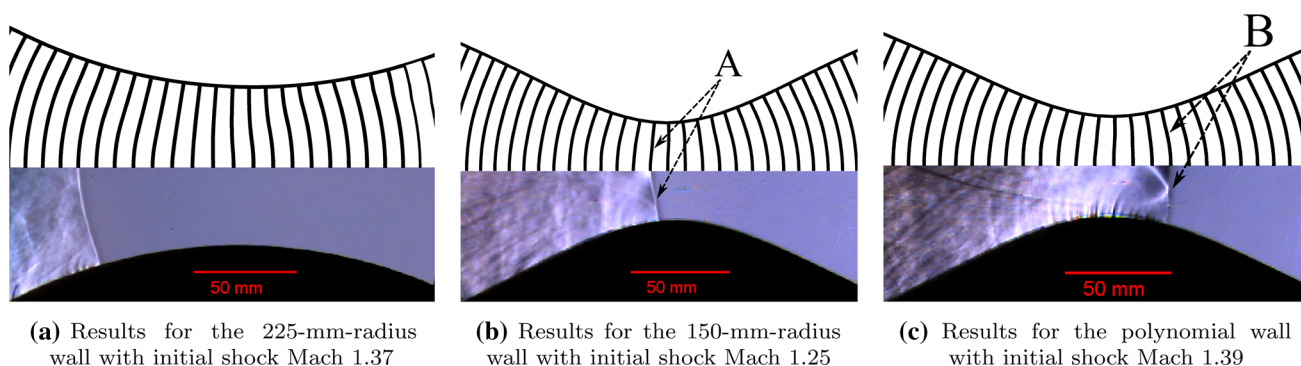 A
B
50 mm
50 mm
50 mm
(a) Results for the 225-mm-radius
wall with initial shock Mach 1.37
(b) Results for the 150-mm-radius
wall with initial shock Mach 1.25
(c) Results for the polynomial wall
with initial shock Mach 1.39